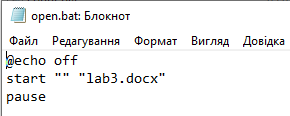 open.bat: Блокнот
Файл Редагування Формат Вигляд Довідка
@echo off
start "" "lab3.docx"
pause